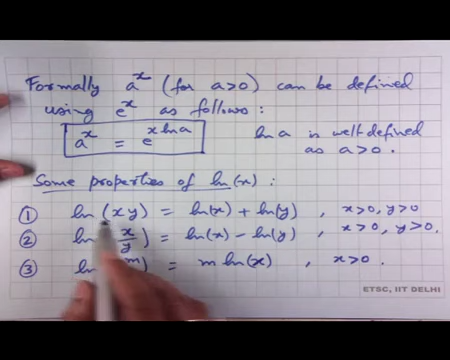 Formally a^x (for a>0) can be defined
using e^x as follows:
a^x = e^{x ln a}
ln a is well-defined
as a>0.
Some properties of ln(x):
① ln(xy) = ln(x) + ln(y) , x>0, y>0
② ln x/y) = ln(x) - ln(y) , x>0, y>0.
③ ln m) = m ln(x) , x>0.
ETSC, IIT DELHI